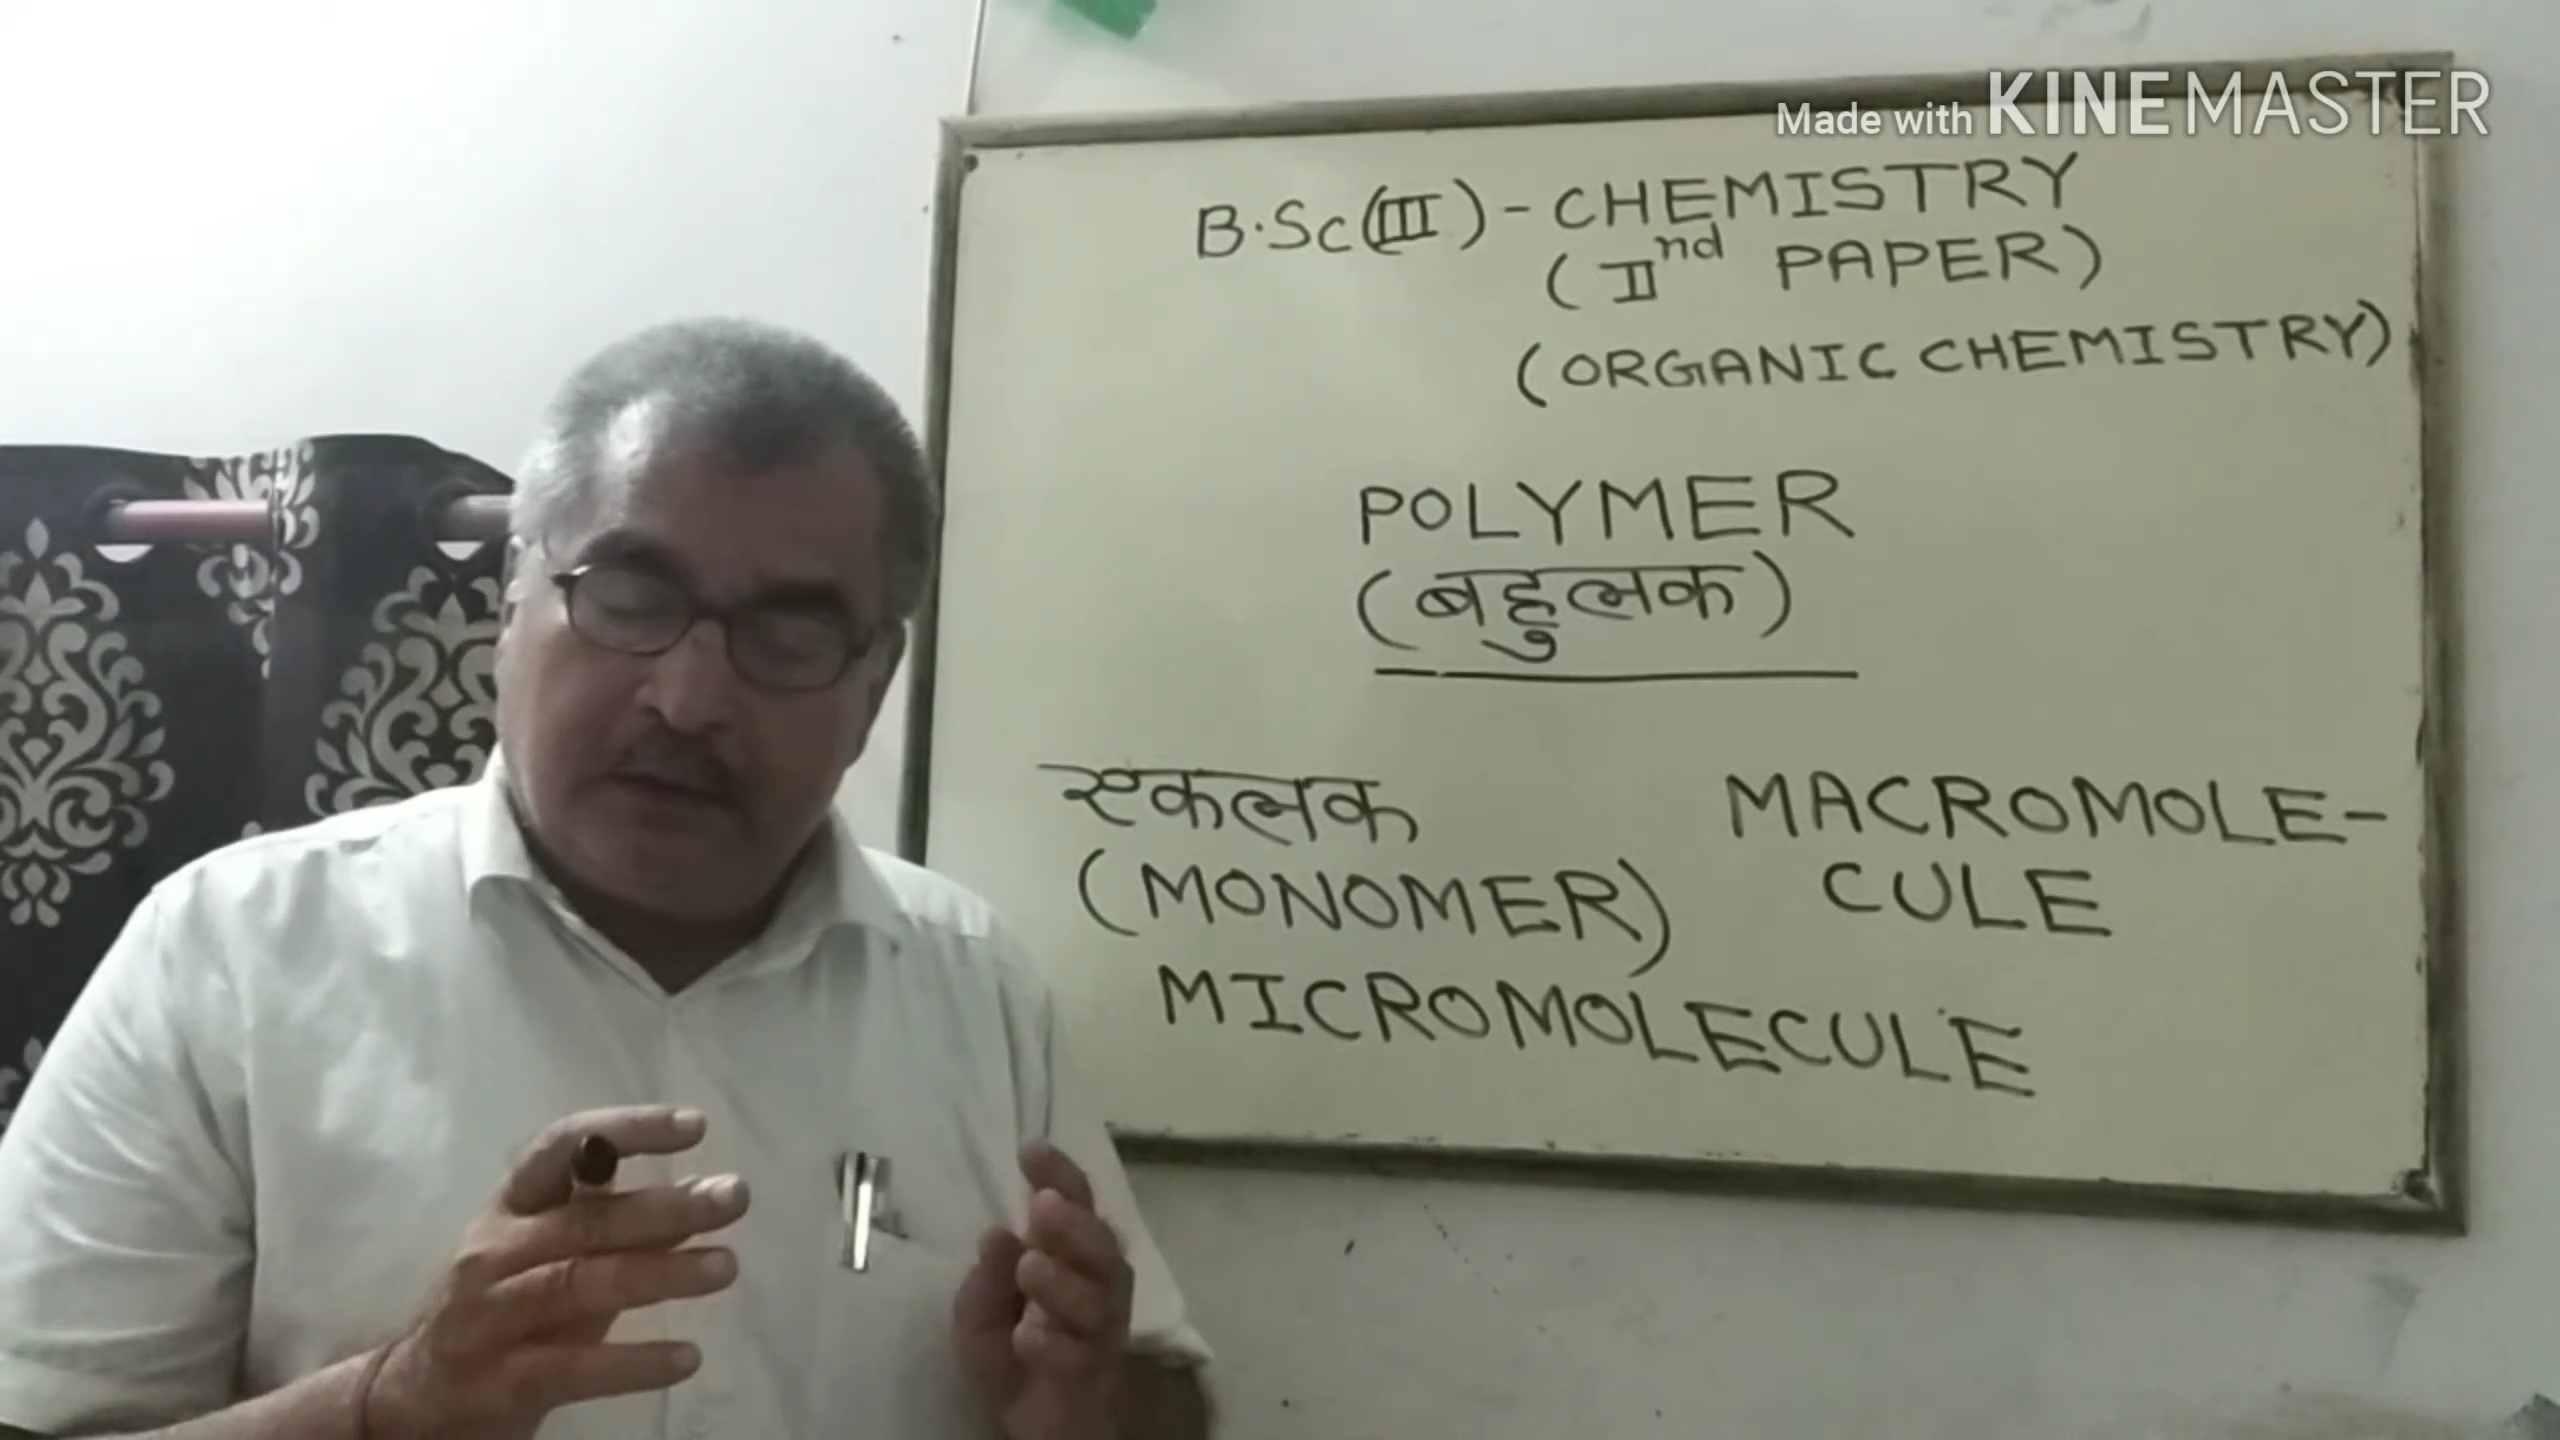 Made with KINEMASTER
B.Sc(III) - CHEMISTRY
(IInd PAPER)
(ORGANIC CHEMISTRY)
POLYMER
(बहुलक)
एकलक
(MONOMER)
MICROMOLECULE
MACROMOLE-
CULE